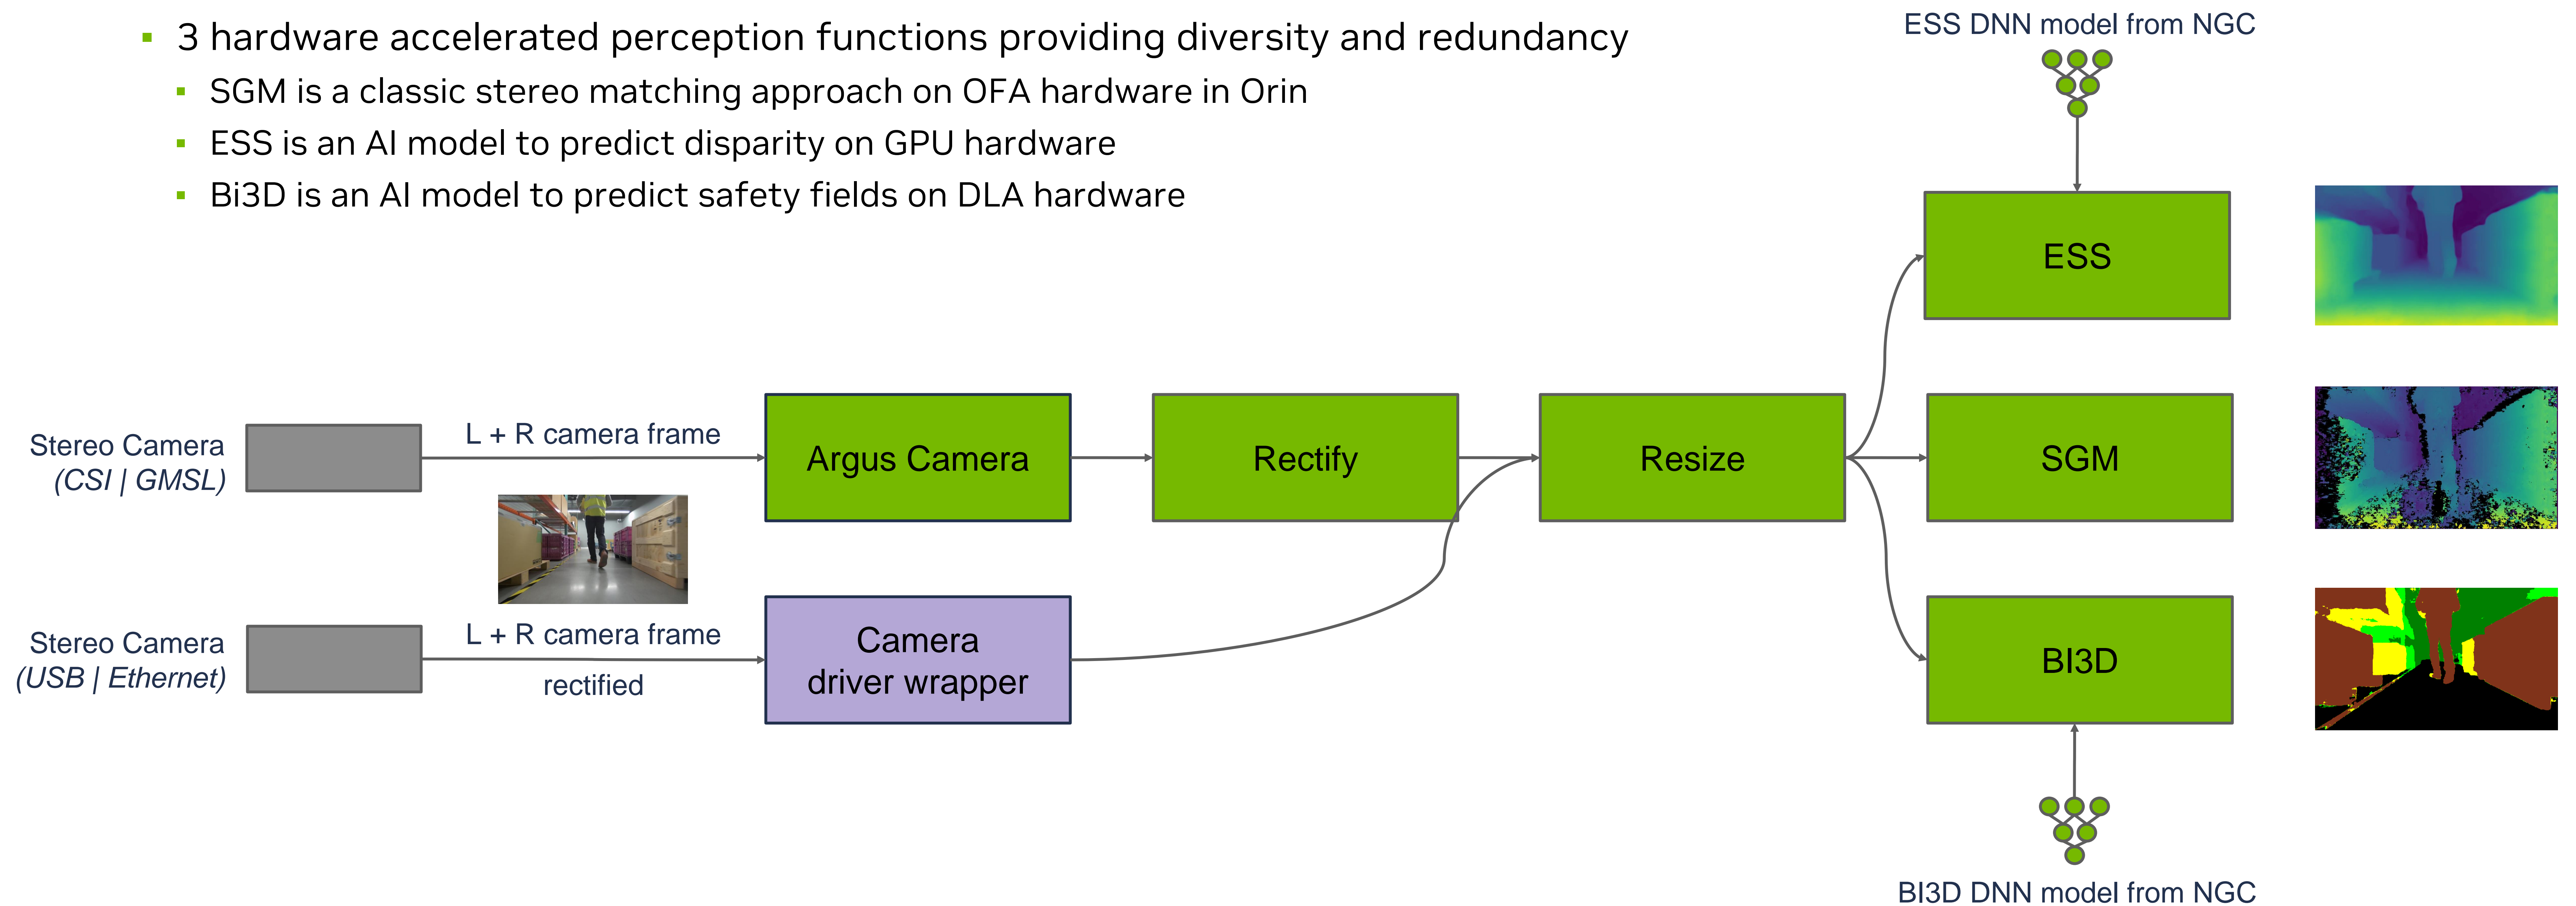 3 hardware accelerated perception functions providing diversity and redundancy
SGM is a classic stereo matching approach on OFA hardware in Orin
ESS is an AI model to predict disparity on GPU hardware
Bi3D is an AI model to predict safety fields on DLA hardware
ESS DNN model from NGC
ESS
Stereo Camera
(CSI | GMSL)
L + R camera frame
Argus Camera
Rectify
Resize
SGM
Stereo Camera
(USB | Ethernet)
L + R camera frame
rectified
Camera
driver wrapper
BI3D
BI3D DNN model from NGC